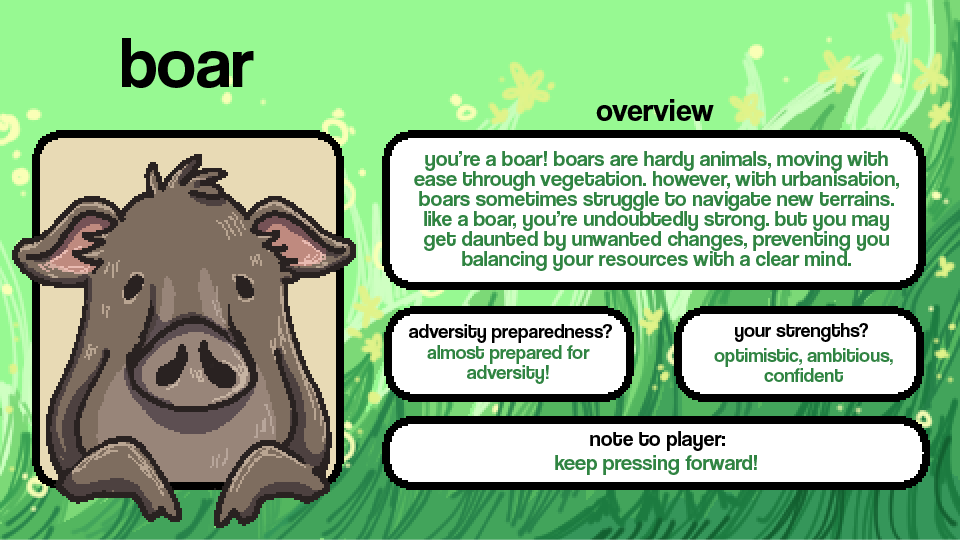 boar
overview
you're a boar! boars are hardy animals, moving with
ease through vegetation. however, with urbanisation,
boars sometimes struggle to navigate new terrains.
like a boar, you're undoubtedly strong. but you may
get daunted by unwanted changes, preventing you
balancing your resources with a clear mind.
adversity preparedness?
almost prepared for
adversity!
your strengths?
optimistic, ambitious,
confident
note to player:
keep pressing forward!